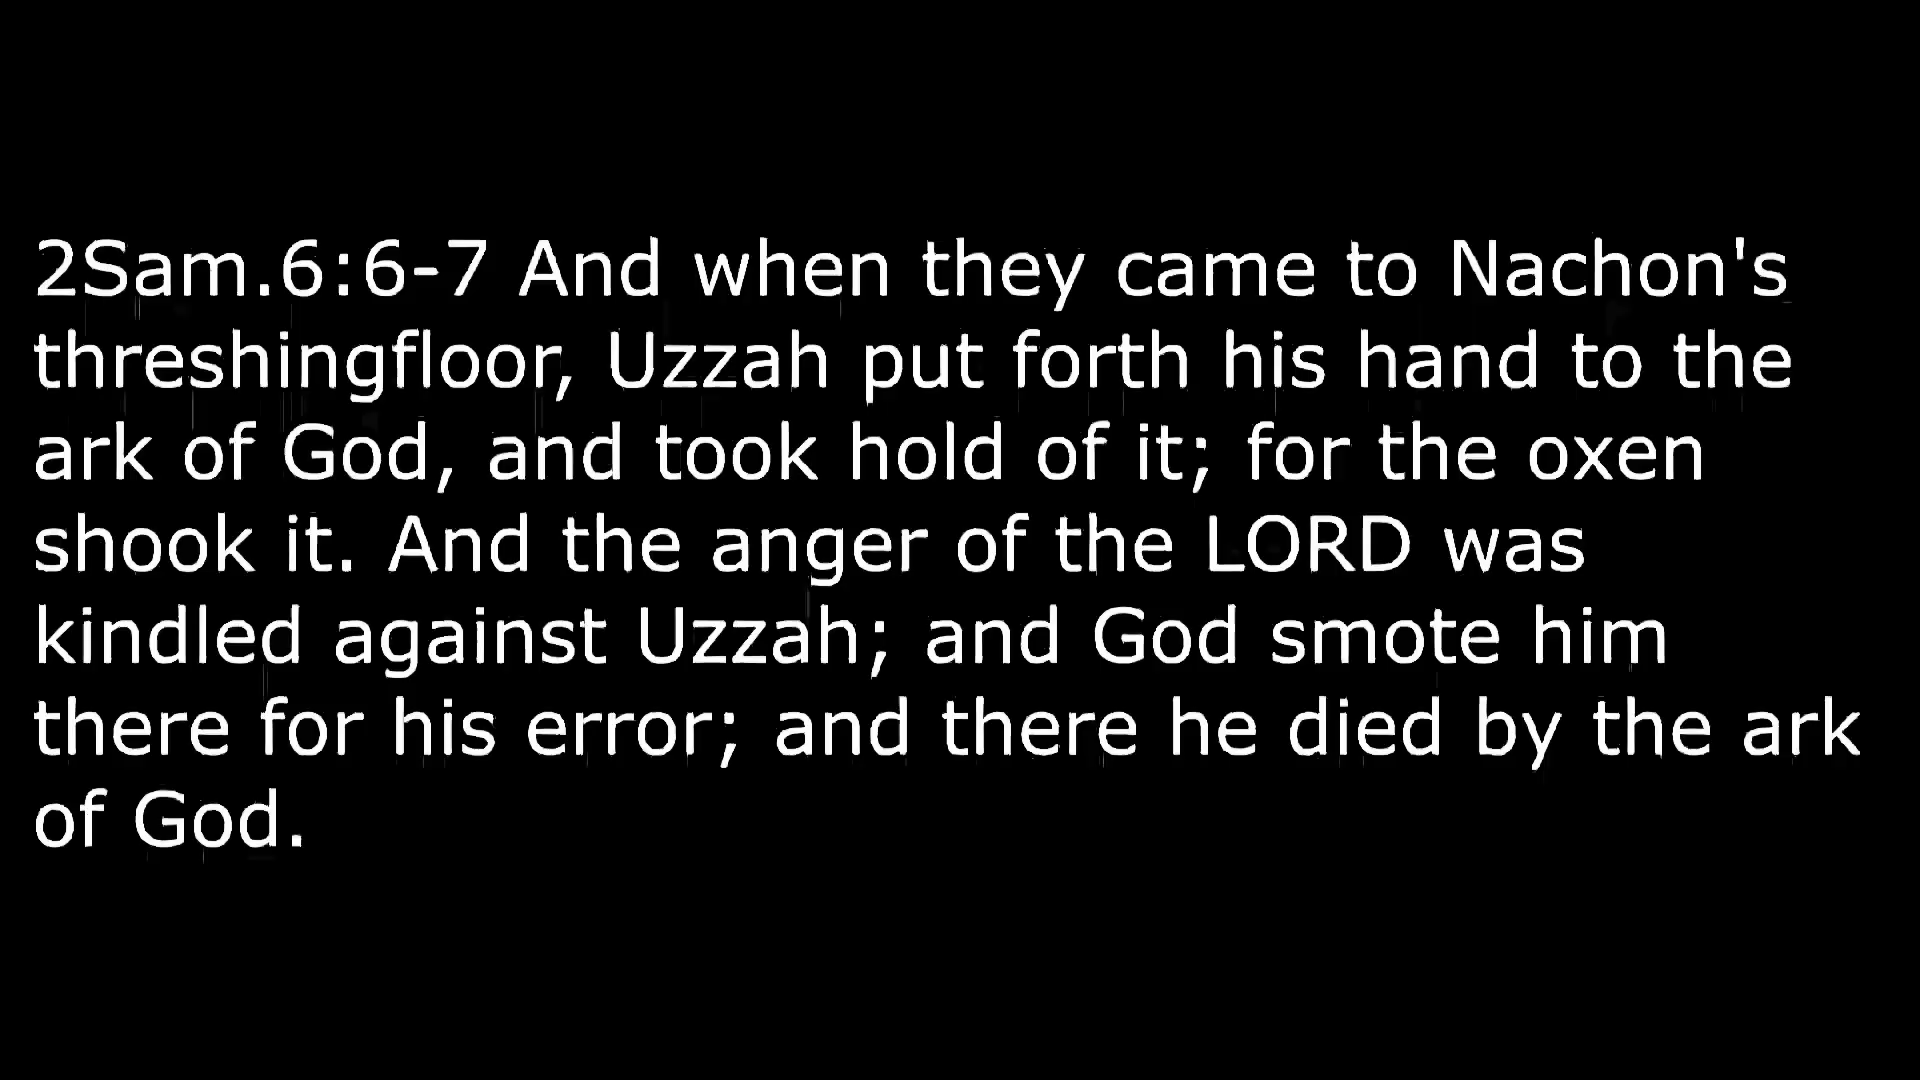 2Sam.6:6-7 And when they came to Nachon's
threshingfloor, Uzzah put forth his hand to the
ark of God, and took hold of it; for the oxen
shook it. And the anger of the LORD was
kindled against Uzzah; and God smote him
there for his error; and there he died by the ark
of God.